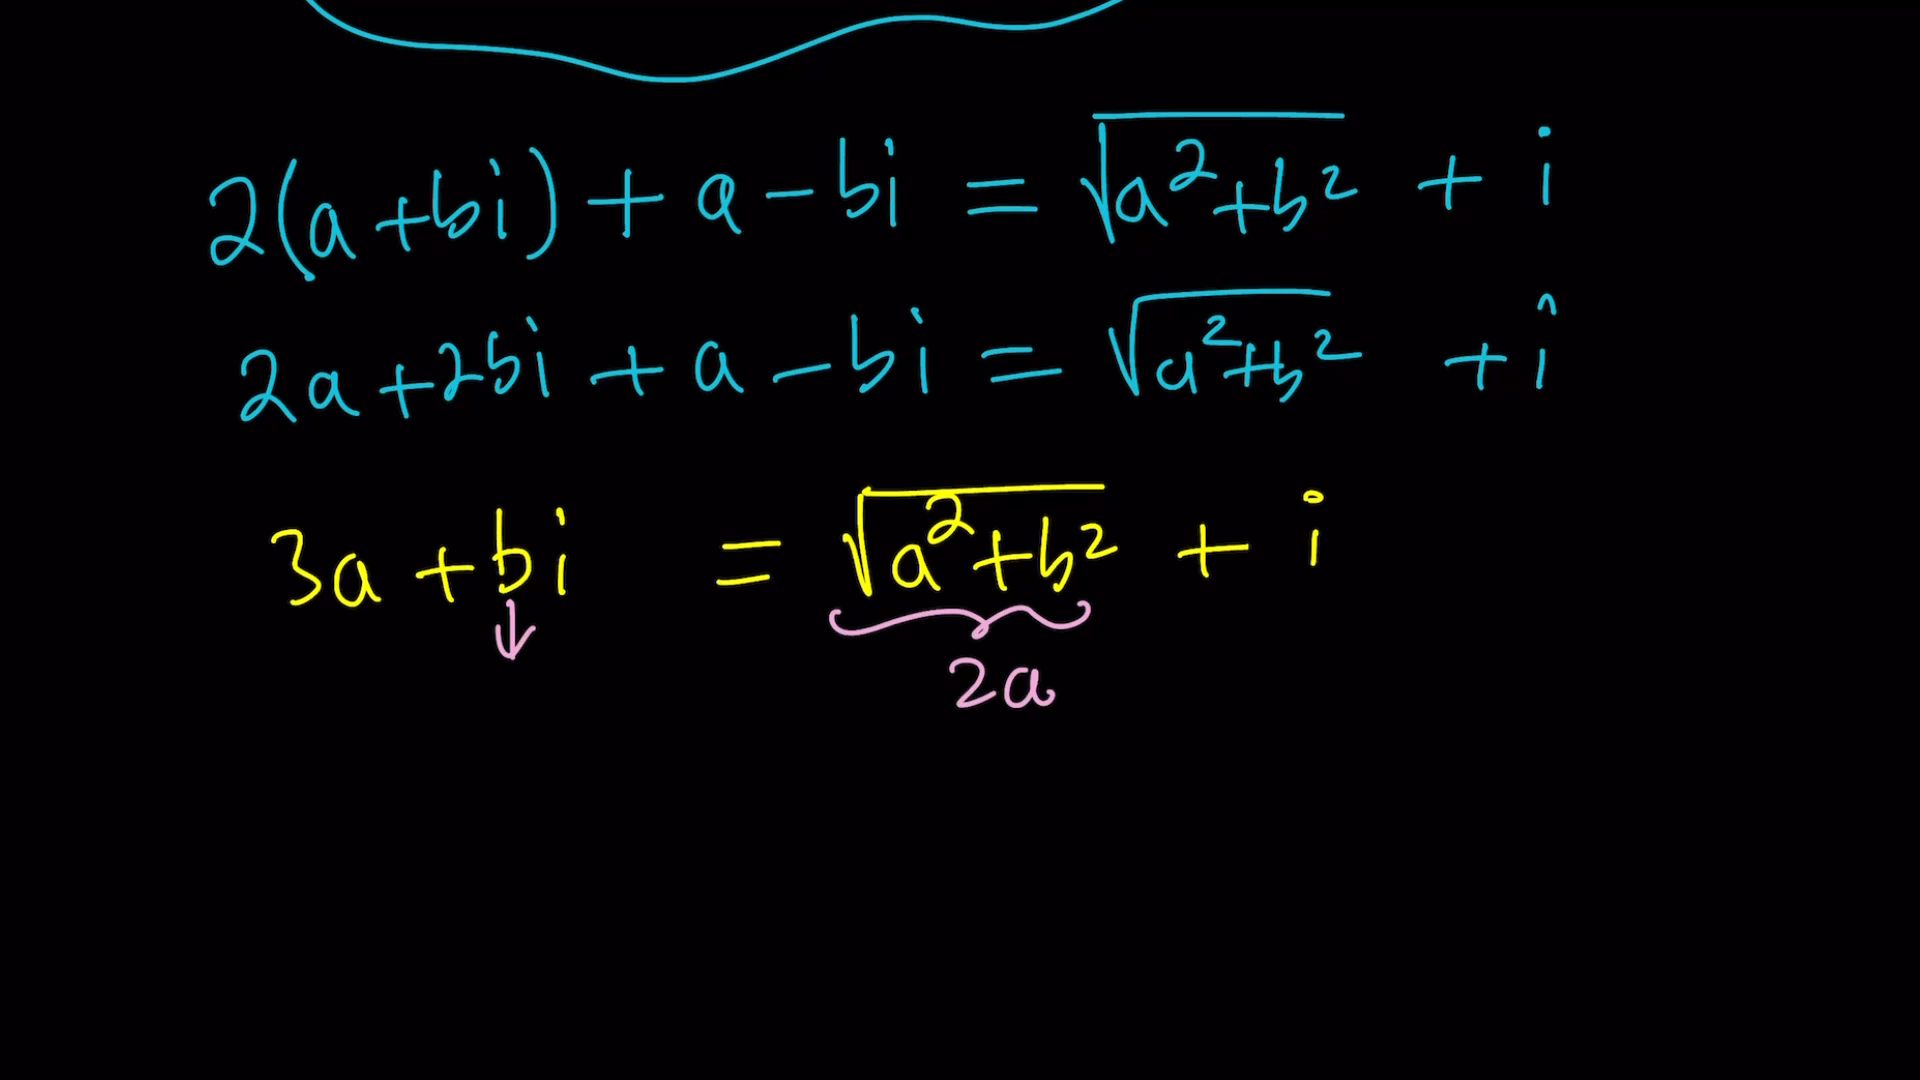 2(a+bi) + a - bi = √(a²+b²) + i
2a+2bi + a - bi = √(a²+b²) + i
3a + bi = √(a²+b²) + i
↓
2a